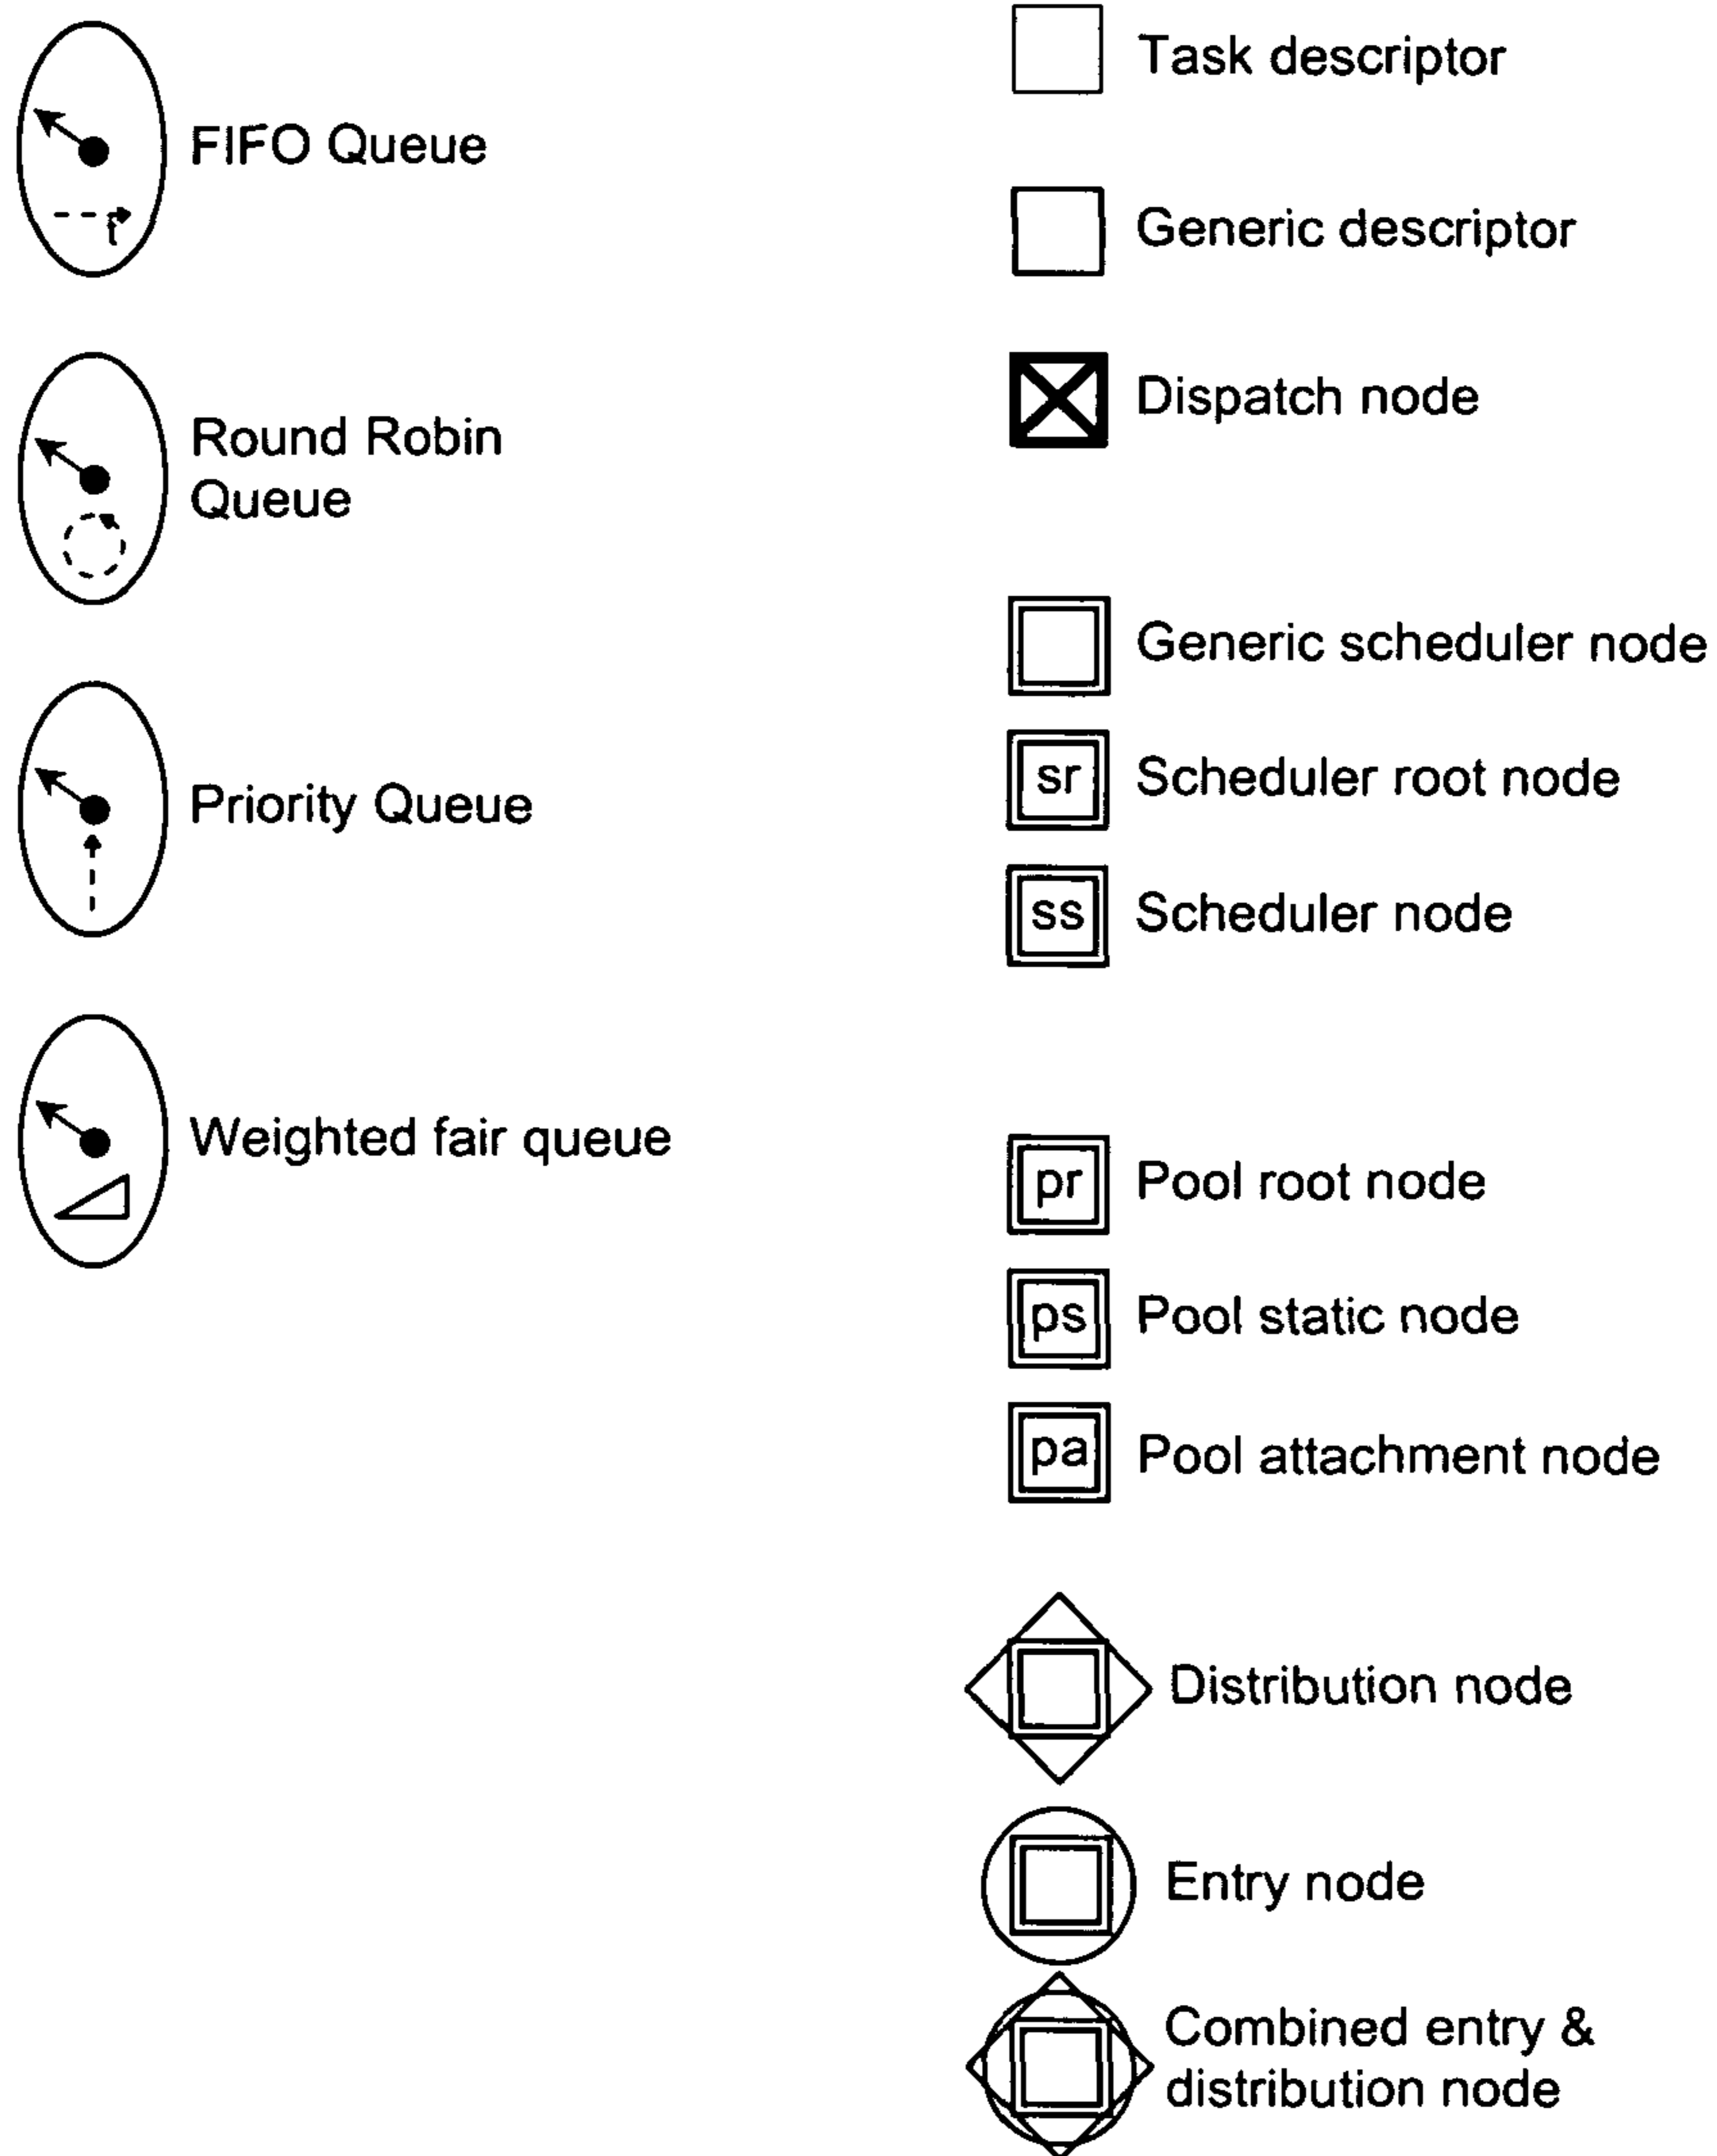 FIFO Queue
t
Round Robin
Queue
Priority Queue
Weighted fair queue
Task descriptor
Generic descriptor
Dispatch node
Generic scheduler node
sr Scheduler root node
ss Scheduler node
pr Pool root node
ps Pool static node
pa Pool attachment node
Distribution node
Entry node
Combined entry &
distribution node